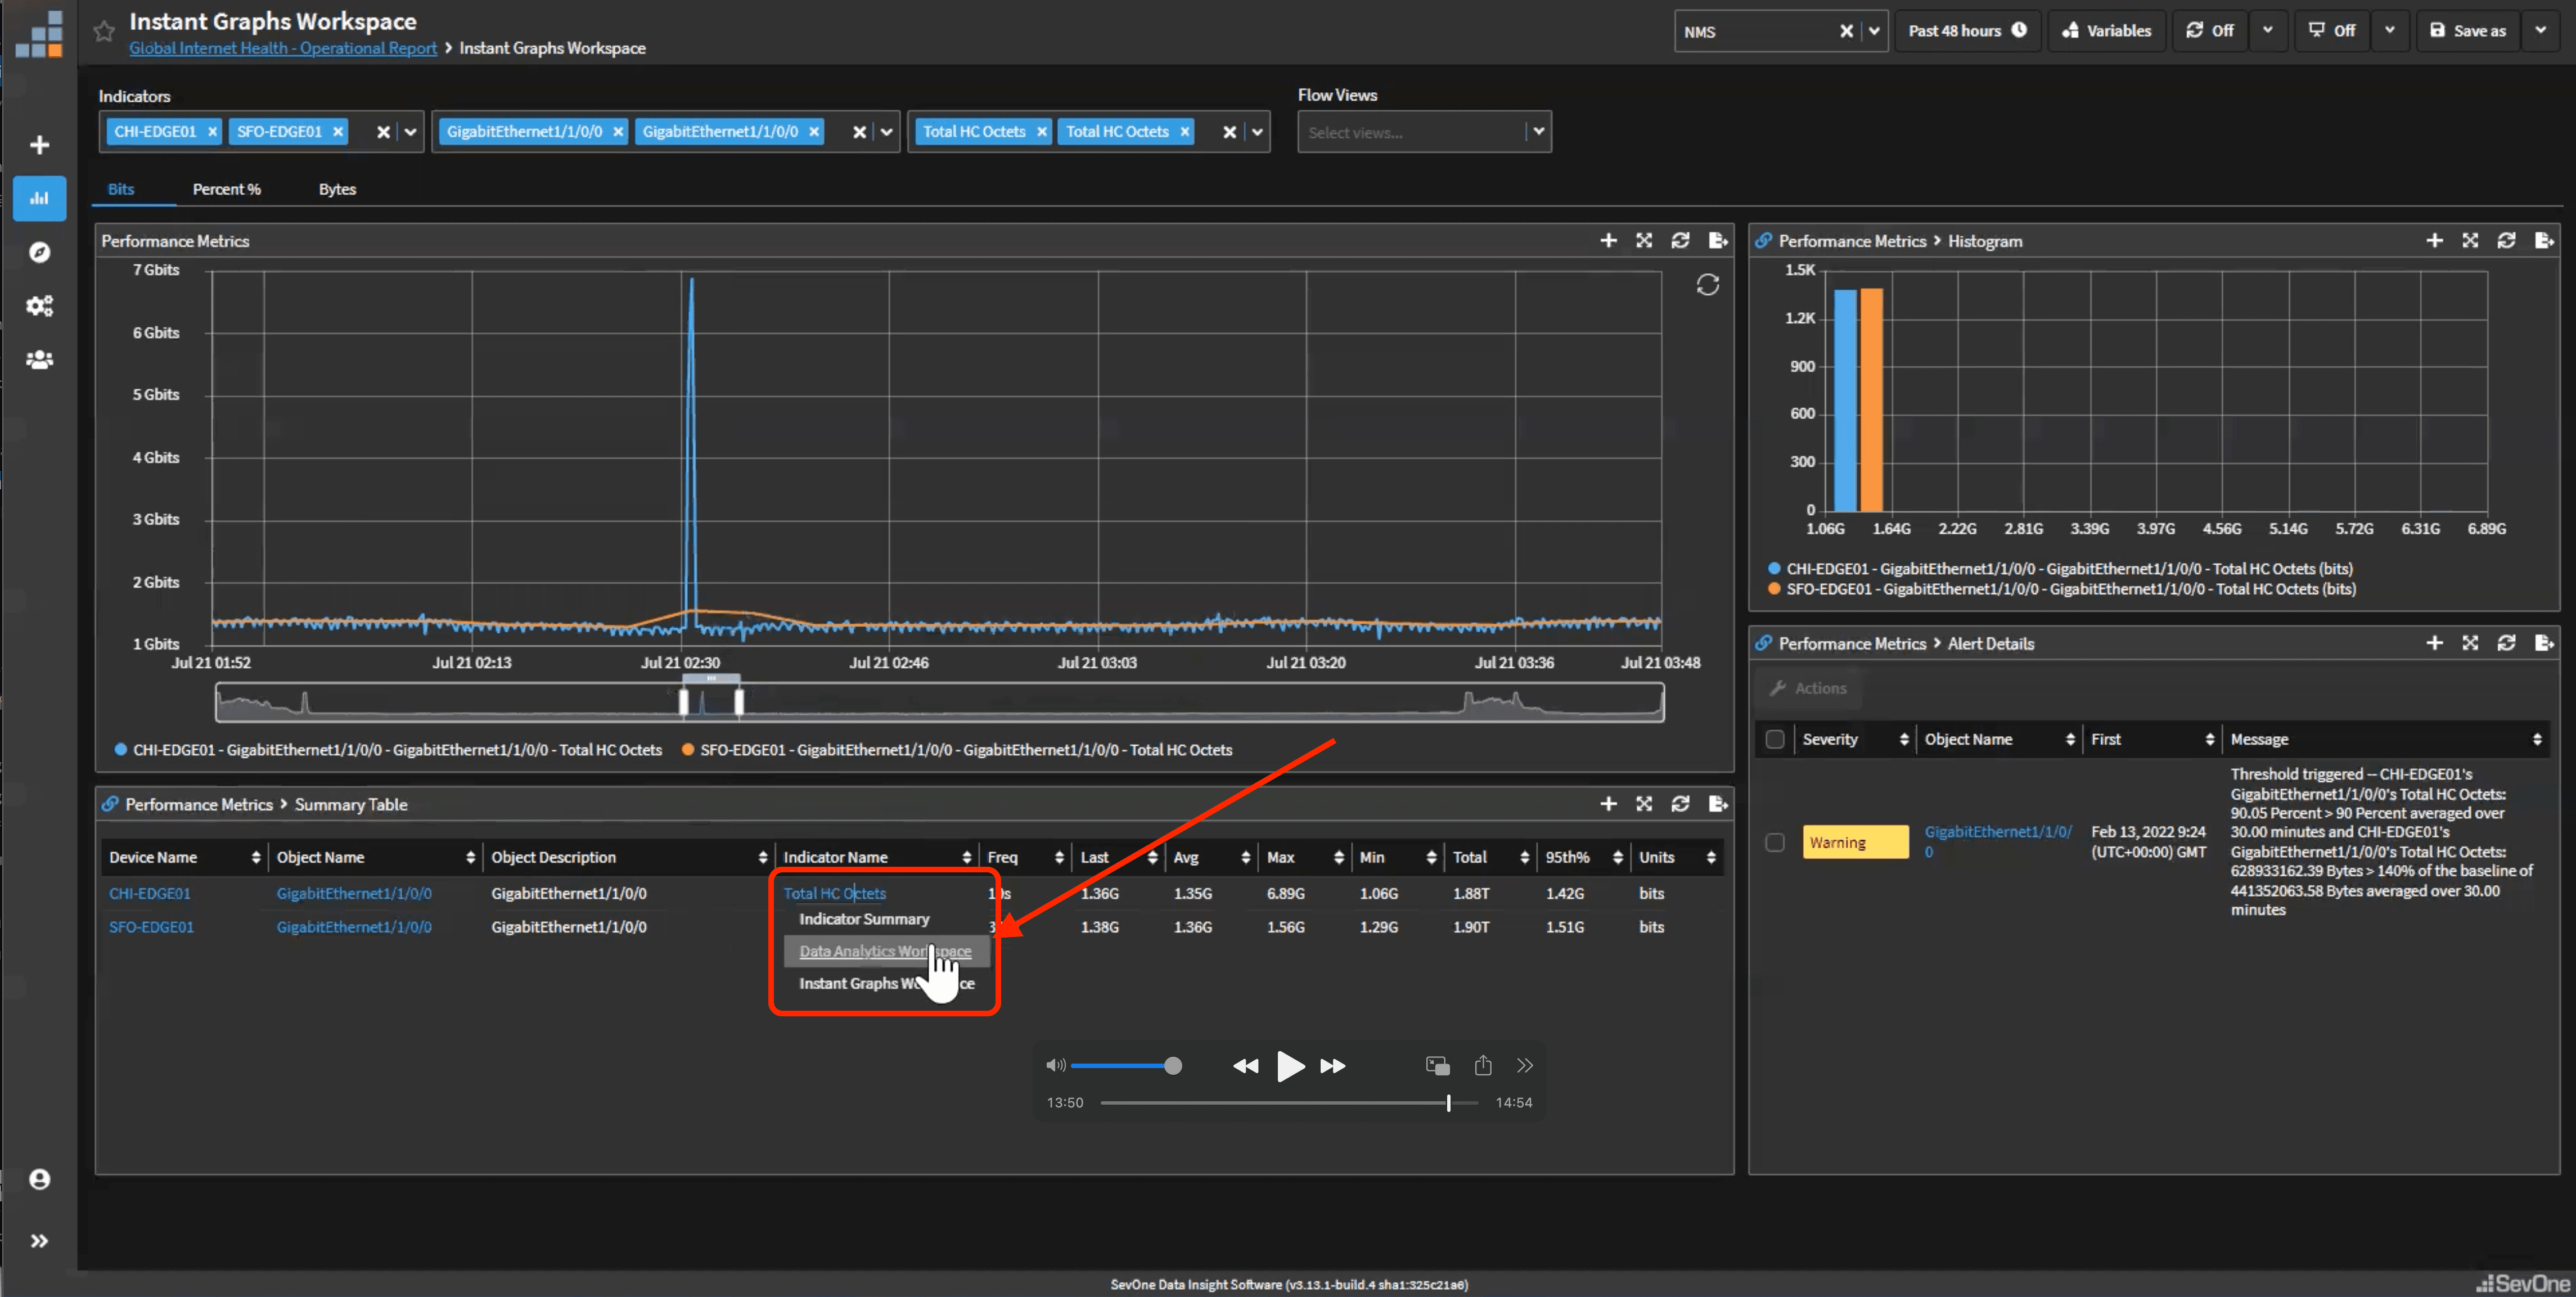 Instant Graphs Workspace
Global Internet Health - Operational Report > Instant Graphs Workspace
NMS
Past 48 hours
Variables
Off
Off
Save as
Indicators
Flow Views
CHI-EDGE01 SFO-EDGE01
GigabitEthernet1/1/0/0 GigabitEthernet1/1/0/0
Total HC Octets Total HC Octets
Select views...
Bits Percent % Bytes
Performance Metrics
7 Gbits
6 Gbits
5 Gbits
4 Gbits
3 Gbits
2 Gbits
1 Gbits
Jul 21 01:52 Jul 21 02:13 Jul 21 02:30 Jul 21 02:46 Jul 21 03:03 Jul 21 03:20 Jul 21 03:36 Jul 21 03:48
CHI-EDGE01 - GigabitEthernet1/1/0/0 - GigabitEthernet1/1/0/0 - Total HC Octets SFO-EDGE01 - GigabitEthernet1/1/0/0 - GigabitEthernet1/1/0/0 - Total HC Octets
Performance Metrics > Histogram
1.5K
1.2K
900
600
300
0
1.06G 1.64G 2.22G 2.81G 3.39G 3.97G 4.56G 5.14G 5.72G 6.31G 6.89G
CHI-EDGE01 - GigabitEthernet1/1/0/0 - GigabitEthernet1/1/0/0 - Total HC Octets (bits)
SFO-EDGE01 - GigabitEthernet1/1/0/0 - GigabitEthernet1/1/0/0 - Total HC Octets (bits)
Performance Metrics > Alert Details
Actions
Severity Object Name First Message
Warning
GigabitEthernet1/1/0/
0
Feb 13, 2022 9:24
(UTC+00:00) GMT
Threshold triggered -- CHI-EDGE01's
GigabitEthernet1/1/0/0's Total HC Octets:
90.05 Percent > 90 Percent averaged over
30.00 minutes and CHI-EDGE01's
GigabitEthernet1/1/0/0's Total HC Octets:
628933162.39 Bytes > 140% of the baseline of
441352063.58 Bytes averaged over 30.00
minutes
Performance Metrics > Summary Table
Device Name Object Name Object Description Indicator Name Freq Last Avg Max Min Total 95th% Units
CHI-EDGE01 GigabitEthernet1/1/0/0 GigabitEthernet1/1/0/0 Total HC Octets 1.36G 1.35G 6.89G 1.06G 1.88T 1.42G bits
SFO-EDGE01 GigabitEthernet1/1/0/0 GigabitEthernet1/1/0/0 1.38G 1.36G 1.56G 1.29G 1.90T 1.51G bits
Indicator Summary
Data Analytics Workspace
Instant Graphs
13:50 14:54
SevOne Data Insight Software (v3.13.1-build.4 sha1:325c21a6)
SevOne